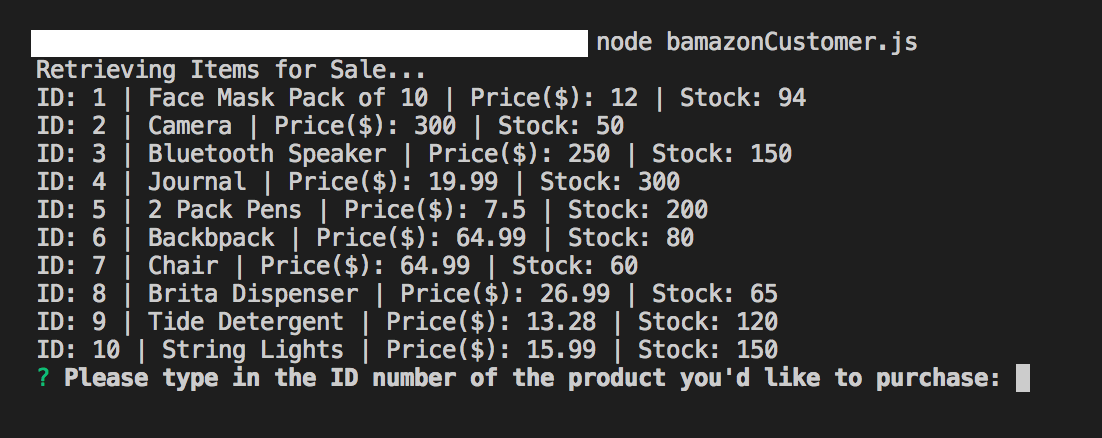 node bamazonCustomer.js
Retrieving Items for Sale...
ID: 1 | Face Mask Pack of 10 | Price($): 12 | Stock: 94
ID: 2 | Camera | Price($): 300 | Stock: 50
ID: 3 | Bluetooth Speaker | Price($): 250 | Stock: 150
ID: 4 | Journal | Price($): 19.99 | Stock: 300
ID: 5 | 2 Pack Pens | Price($): 7.5 | Stock: 200
ID: 6 | Backbpack | Price($): 64.99 | Stock: 80
ID: 7 | Chair | Price($): 64.99 | Stock: 60
ID: 8 | Brita Dispenser | Price($): 26.99 | Stock: 65
ID: 9 | Tide Detergent | Price($): 13.28 | Stock: 120
ID: 10 | String Lights | Price($): 15.99 | Stock: 150
? Please type in the ID number of the product you'd like to purchase: